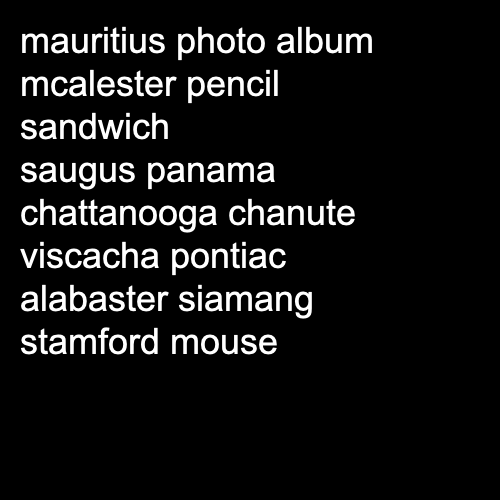 mauritius photo album
mcalester pencil
sandwich
saugus panama
chattanooga chanute
viscacha pontiac
alabaster siamang
stamford mouse